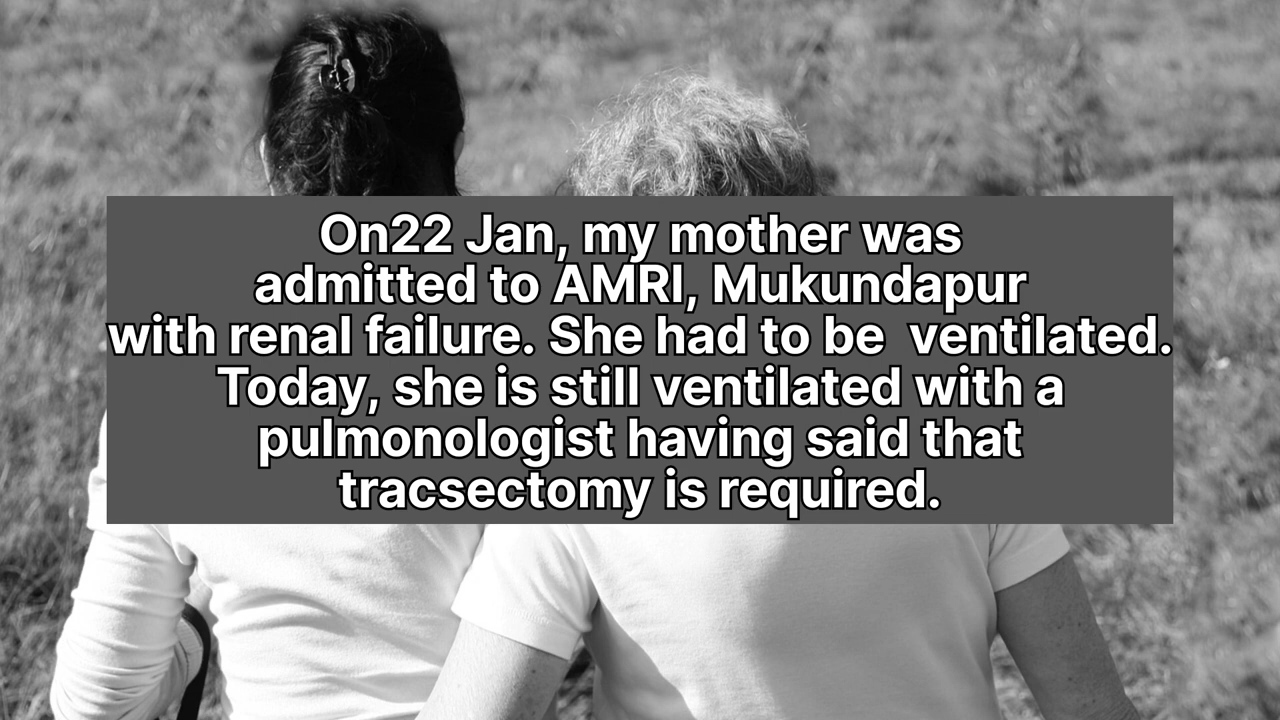 On22 Jan, my mother was
admitted to AMRI, Mukundapur
with renal failure. She had to be  ventilated.
Today, she is still ventilated with a
pulmonologist having said that
tracsectomy is required.